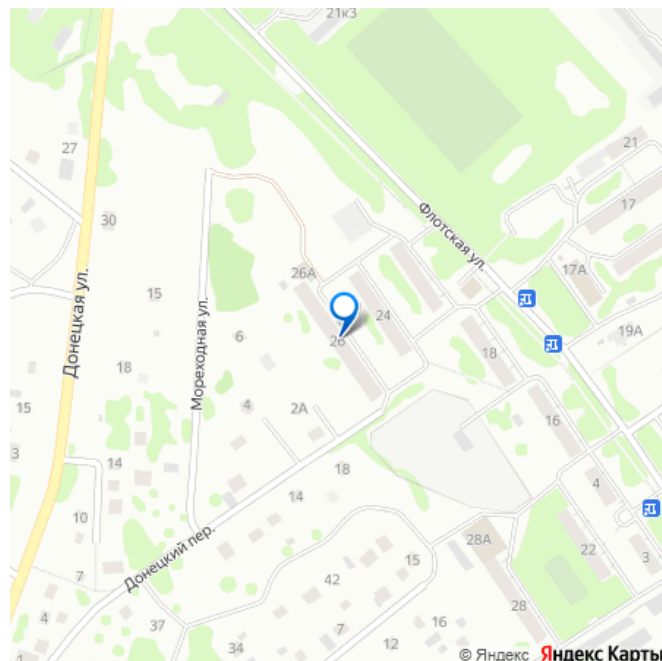 21к3
27
21
30
Флотская ул.
17
17А
26А
15
24
19А
6
26
Донецкая ул.
Мореходная ул.
18
18
15
4
2А
16
3
14
18
4
14
10
28А
22
15
3
7
Донецкий пер.
42
28
4
37
7
16
34
12
1
© Яндекс Яндекс Карты